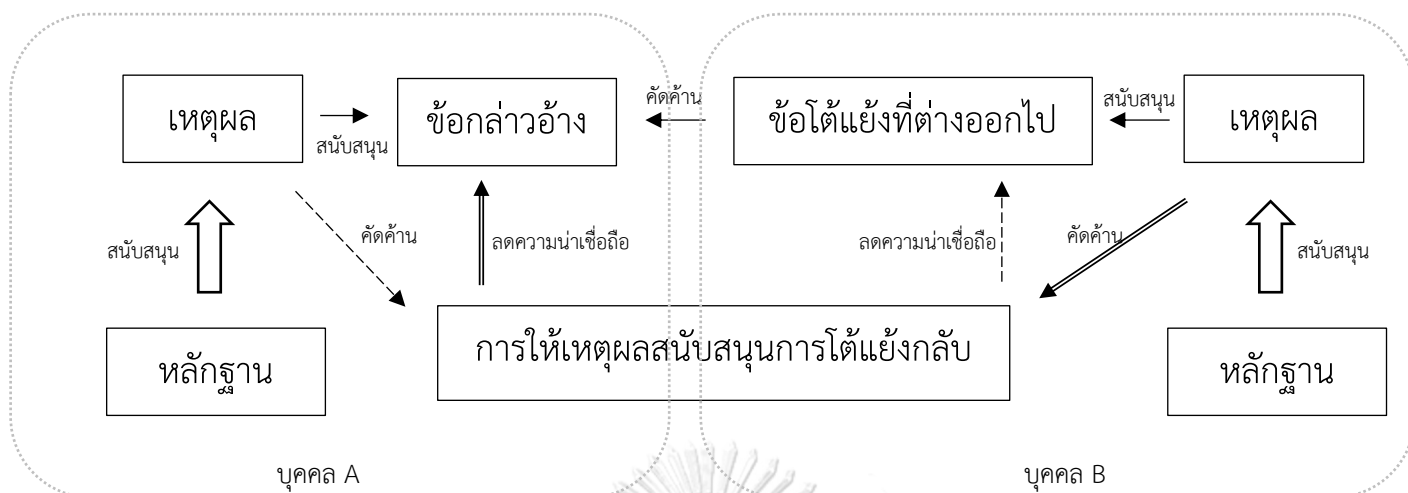 เหตุผล
สนับสนุน
ข้อกล่าวอ้าง
คัดค้าน
ข้อโต้แย้งที่ต่างออกไป
สนับสนุน
เหตุผล
สนับสนุน
คัดค้าน
ลดความน่าเชื่อถือ
ลดความน่าเชื่อถือ
คัดค้าน
สนับสนุน
หลักฐาน
การให้เหตุผลสนับสนุนการโต้แย้งกลับ
หลักฐาน
บุคคล A
บุคคล B